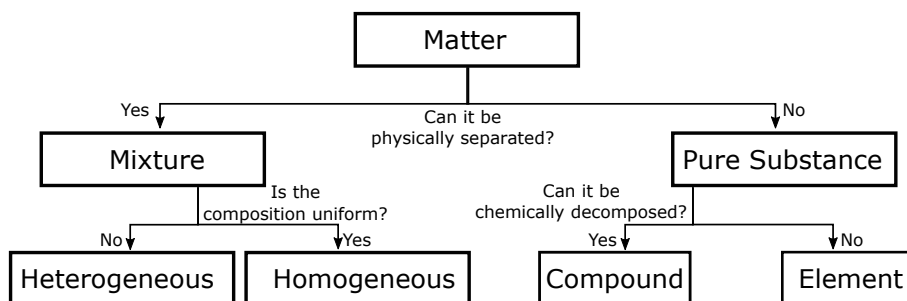 Matter
Yes
Can it be
physically separated?
No
Mixture
Pure Substance
Is the
composition uniform?
Can it be
chemically decomposed?
No
Yes
Yes
No
Heterogeneous
Homogeneous
Compound
Element